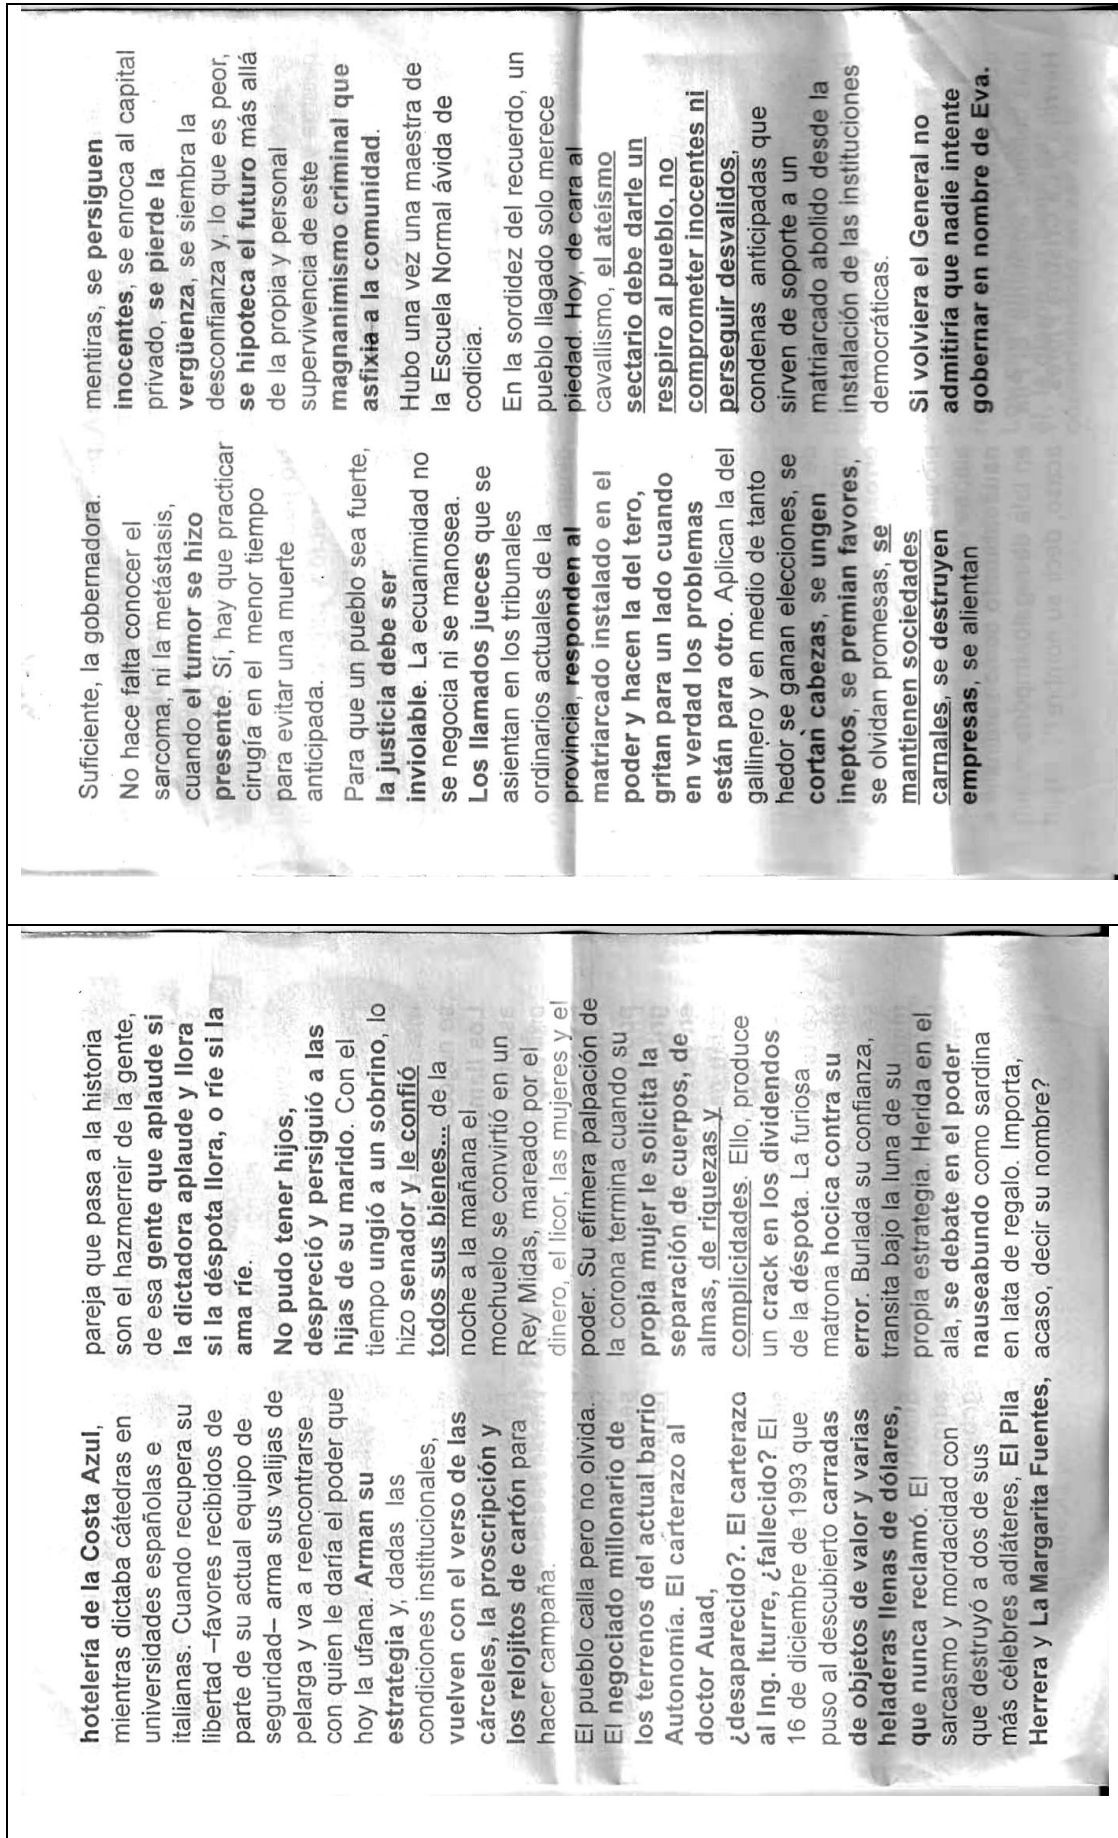 hotelería de la Costa Azul,
mientras dictaba cátedras en
universidades españolas e
italianas. Cuando recupera su
libertad –favores recibidos de
parte de su actual equipo de
seguridad– arma sus valijas de
pelarga y va a reencontrarse
con quien le daría el poder que
hoy la ufana. Arman su
estrategia y, dadas las
condiciones institucionales,
vuelven con el verso de las
cárceles, la proscripción y
los relojitos de cartón para
hacer campaña.
El pueblo calla pero no olvida.
El negociado millonario de
los terrenos del actual barrio
Autonomía. El carterazo al
doctor Auad,
¿desaparecido?. El carterazo
al Ing. Iturre, ¿fallecido? El
16 de diciembre de 1993 que
puso al descubierto carradas
de objetos de valor y varias
heladeras llenas de dólares,
que nunca reclamó. El
sarcasmo y mordacidad con
que destruyó a dos de sus
más célebres adláteres, El Pila
Herrera y La Margarita Fuentes,
pareja que pasa a la historia
son el hazmerreir de la gente,
de esa gente que aplaude si
la dictadora aplaude y llora
si la déspota llora, o ríe si la
ama ríe.
No pudo tener hijos,
despreció y persiguió a las
hijas de su marido. Con el
tiempo ungió a un sobrino, lo
hizo senador y le confió
todos sus bienes... de la
noche a la mañana el
mochuelo se convirtió en un
Rey Midas, mareado por el
dinero, el licor, las mujeres y el
poder. Su efimera palpación de
la corona termina cuando su
propia mujer le solicita la
separación de cuerpos, de
almas, de riquezas y
complicidades. Ello, produce
un crack en los dividendos
de la déspota. La furiosa
matrona hocica contra su
error. Burlada su confianza,
transita bajo la luna de su
propia estrategia. Herida en el
ala, se debate en el poder
nauseabundo como sardina
en lata de regalo. Importa,
acaso, decir su nombre?
Suficiente, la gobernadora.
No hace falta conocer el
sarcoma, ni la metástasis,
cuando el tumor se hizo
presente. Sí, hay que practicar
cirugía en el menor tiempo
para evitar una muerte
anticipada.
Para que un pueblo sea fuerte,
la justicia debe ser
inviolable. La ecuanimidad no
se negocia ni se manosea.
Los llamados jueces que se
asientan en los tribunales
ordinarios actuales de la
provincia, responden al
matriarcado instalado en el
poder y hacen la del tero,
gritan para un lado cuando
en verdad los problemas
están para otro. Aplican la del
gallinero y en medio de tanto
hedor se ganan elecciones, se
cortan cabezas, se ungen
ineptos, se premian favores,
se olvidan promesas, se
mantienen sociedades
carnales, se destruyen
empresas, se alientan
mentiras, se persiguen
inocentes, se enroca al capital
privado, se pierde la
vergüenza, se siembra la
desconfianza y, lo que es peor,
se hipoteca el futuro más allá
de la propia y personal
supervivencia de este
magnanimismo criminal que
asfixia a la comunidad.
Hubo una vez una maestra de
la Escuela Normal ávida de
codicia.
En la sordidez del recuerdo, un
pueblo llagado solo merece
piedad. Hoy, de cara al
cavallismo, el ateísmo
sectario debe darle un
respiro al pueblo, no
comprometer inocentes ni
perseguir desvalidos,
condenas anticipadas que
sirven de soporte a un
matriarcado abolido desde la
instalación de las instituciones
democráticas.
Si volviera el General no
admitiría que nadie intente
gobernar en nombre de Eva.